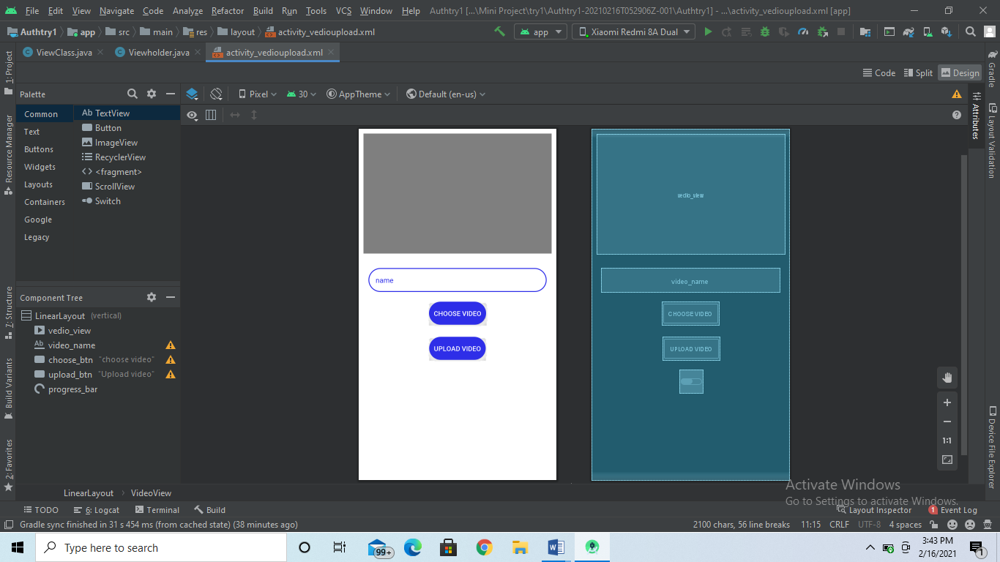 File Edit View Navigate Code Analyze Refactor Build Run Tools VCS Window Help Authtry1 [...\Mini Project\try1\Authtry1-20210216T052906Z-001\Authtry1] - ...\activity_vedioupload.xml [app]
Authtry1 app src main res layout activity_vedioupload.xml app Xiaomi Redmi 8A Dual
ViewClass.java Viewholder.java activity_vedioupload.xml
Code Split Design
Palette Pixel 30 AppTheme Default (en-us)
Common
Text
Buttons
Widgets
Layouts
Containers
Google
Legacy
Ab TextView
Button
ImageView
RecyclerView
<fragment>
ScrollView
Switch
Component Tree
LinearLayout (vertical)
vedio_view
Ab video_name
choose_btn "choose video"
upload_btn "Upload video"
progress_bar
name
CHOOSE VIDEO
UPLOAD VIDEO
vedio_view
video_name
CHOOSE VIDEO
UPLOAD VIDEO
1:1
1: Project
Resource Manager
7: Structure
Build Variants
2: Favorites
Gradle
Layout Validation
Attributes
Device File Explorer
Activate Windows
Go to Settings to activate Windows.
LinearLayout VideoView
TODO 6: Logcat Terminal Build Layout Inspector 1 Event Log
Gradle sync finished in 31 s 454 ms (from cached state) (38 minutes ago) 2100 chars, 56 line breaks 11:15 CRLF UTF-8 4 spaces
Type here to search 99+ 3:43 PM
2/16/2021 1